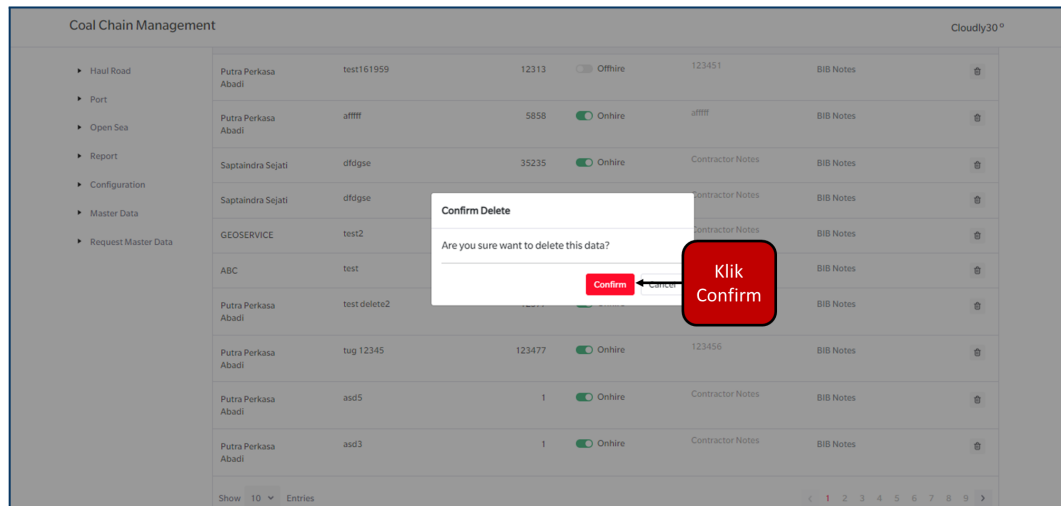 Coal Chain Management
Cloudly30°
Haul Road
Port
Open Sea
Report
Configuration
Master Data
Request Master Data
Putra Perkasa Abadi test161959 12313 Offhire 123451 BIB Notes
Putra Perkasa Abadi afffff 5858 Onhire afffff BIB Notes
Saptaindra Sejati dfdgse 35235 Onhire Contractor Notes BIB Notes
Saptaindra Sejati dfdgse Contractor Notes BIB Notes
GEOSERVICE test2 Contractor Notes BIB Notes
ABC test BIB Notes
Putra Perkasa Abadi test delete2 BIB Notes
Putra Perkasa Abadi tug 12345 123477 Onhire 123456 BIB Notes
Putra Perkasa Abadi asd5 1 Onhire Contractor Notes BIB Notes
Putra Perkasa Abadi asd3 1 Onhire Contractor Notes BIB Notes
Confirm Delete
Are you sure want to delete this data?
Confirm Cancel
Klik
Confirm
Show 10 Entries
< 1 2 3 4 5 6 7 8 9 >